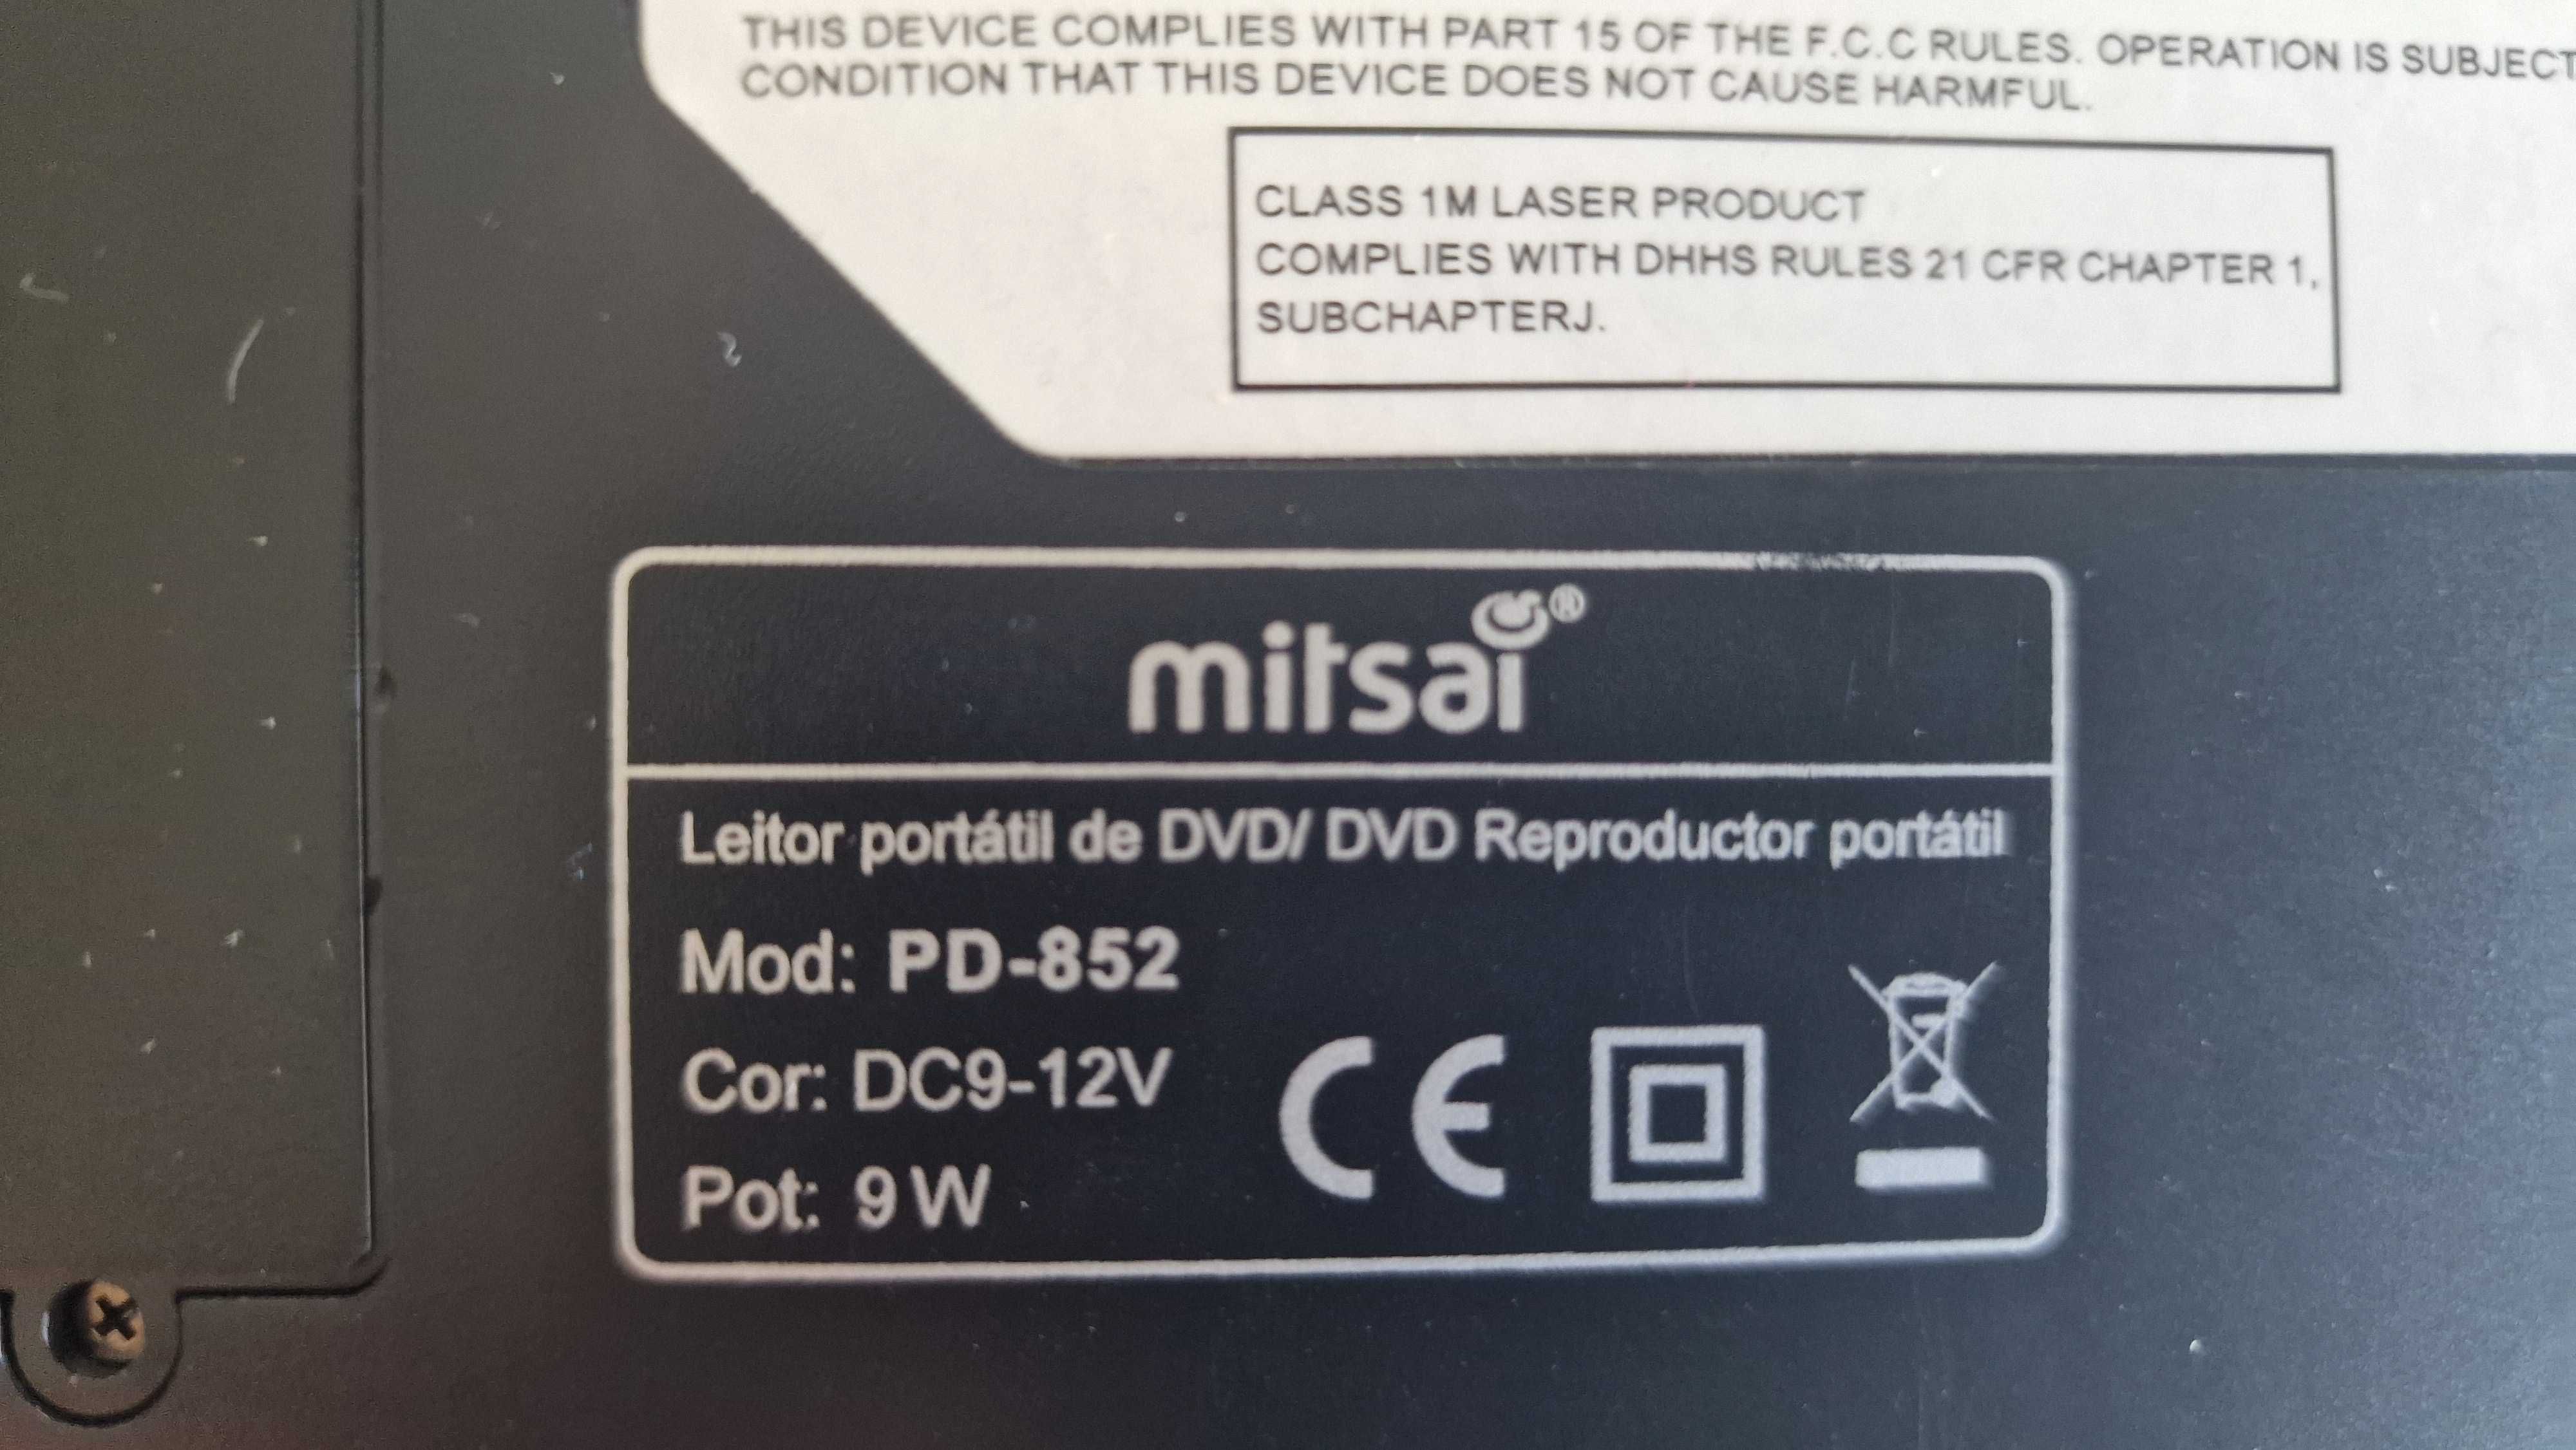 THIS DEVICE COMPLIES WITH PART 15 OF THE F.C.C RULES. OPERATION IS SUBJECT
CONDITION THAT THIS DEVICE DOES NOT CAUSE HARMFUL.
CLASS 1M LASER PRODUCT
COMPLIES WITH DHHS RULES 21 CFR CHAPTER 1,
SUBCHAPTERJ.
mitsai®
Leitor portátil de DVD/ DVD Reproductor portátil
Mod: PD-852
Cor: DC9-12V
Pot: 9 W
CE